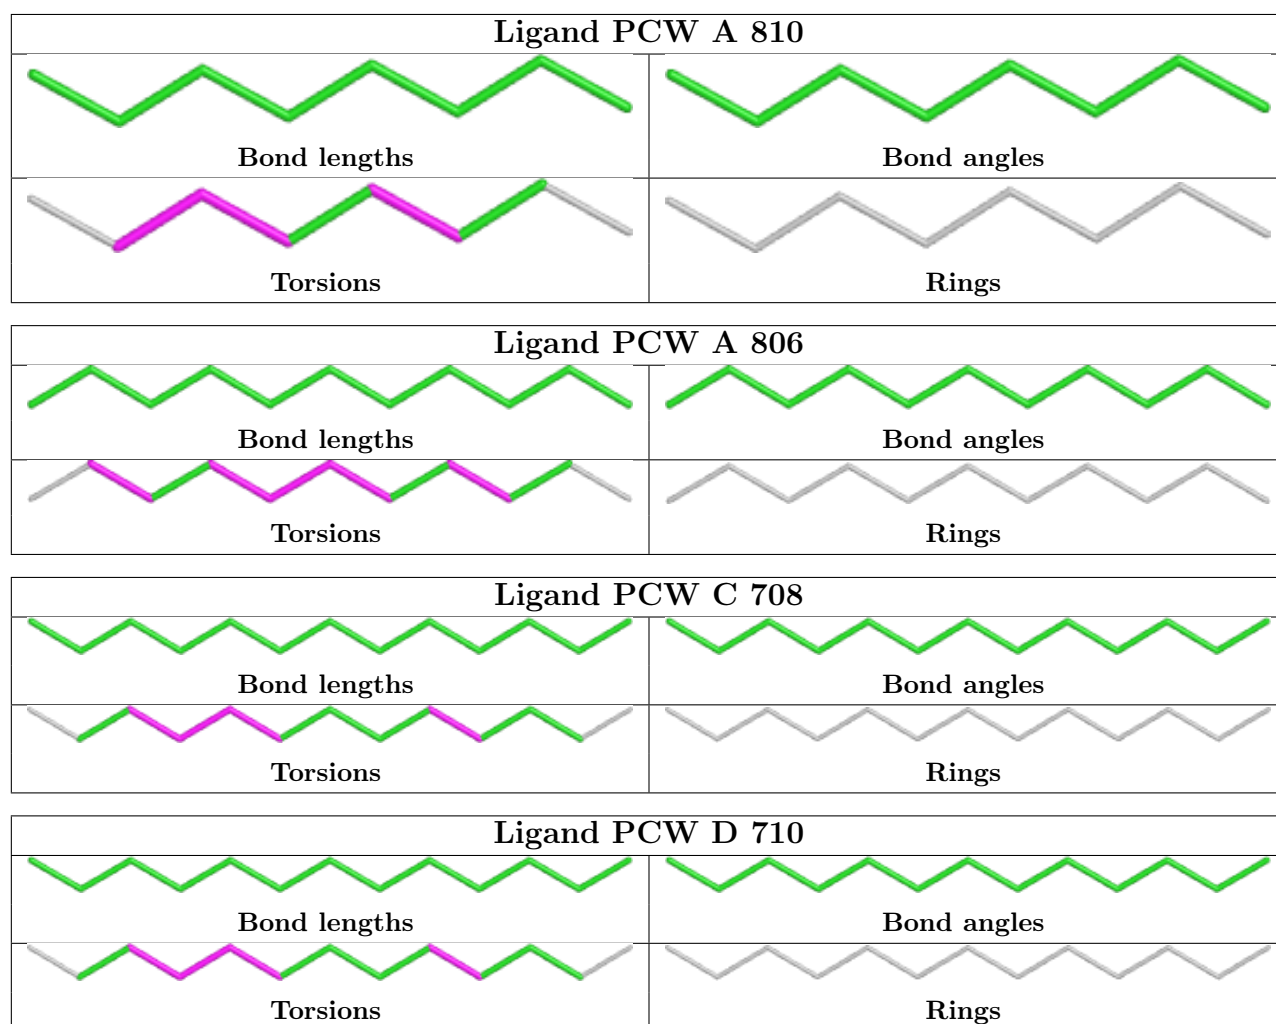 Ligand PCW A 810
Bond lengths Bond angles
Torsions Rings
Ligand PCW A 806
Bond lengths Bond angles
Torsions Rings
Ligand PCW C 708
Bond lengths Bond angles
Torsions Rings
Ligand PCW D 710
Bond lengths Bond angles
Torsions Rings